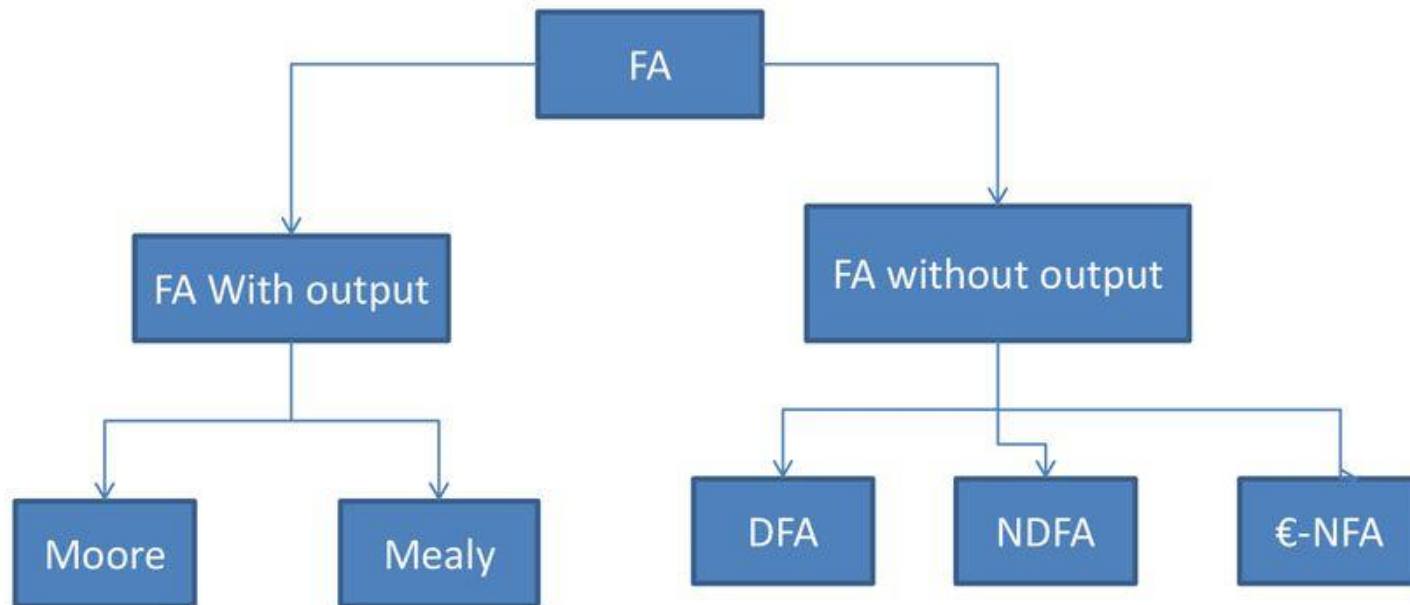 FA
FA With output
FA without output
Moore
Mealy
DFA
NDFA
€-NFA